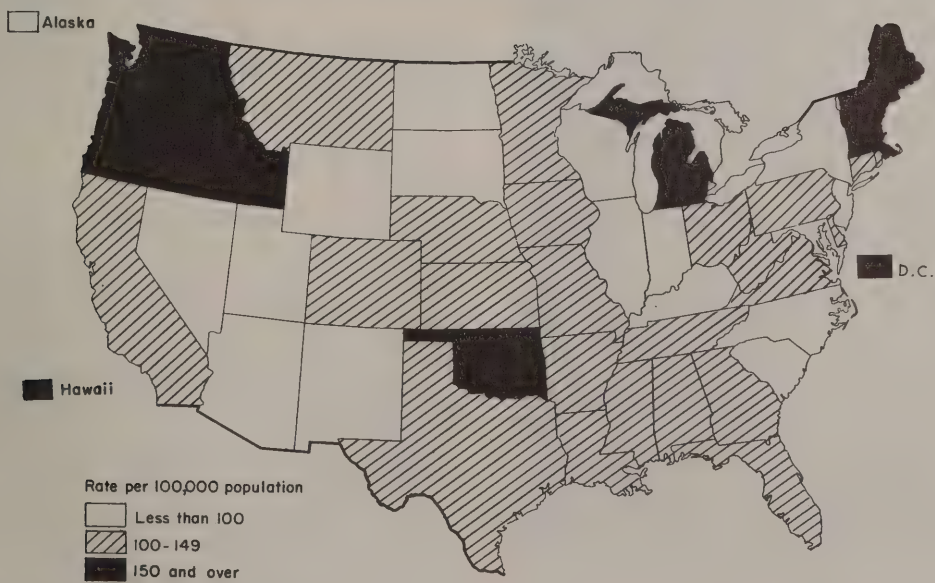 Alaska
D.C.
Hawaii
Rate per 100,000 population
Less than 100
100-149
150 and over